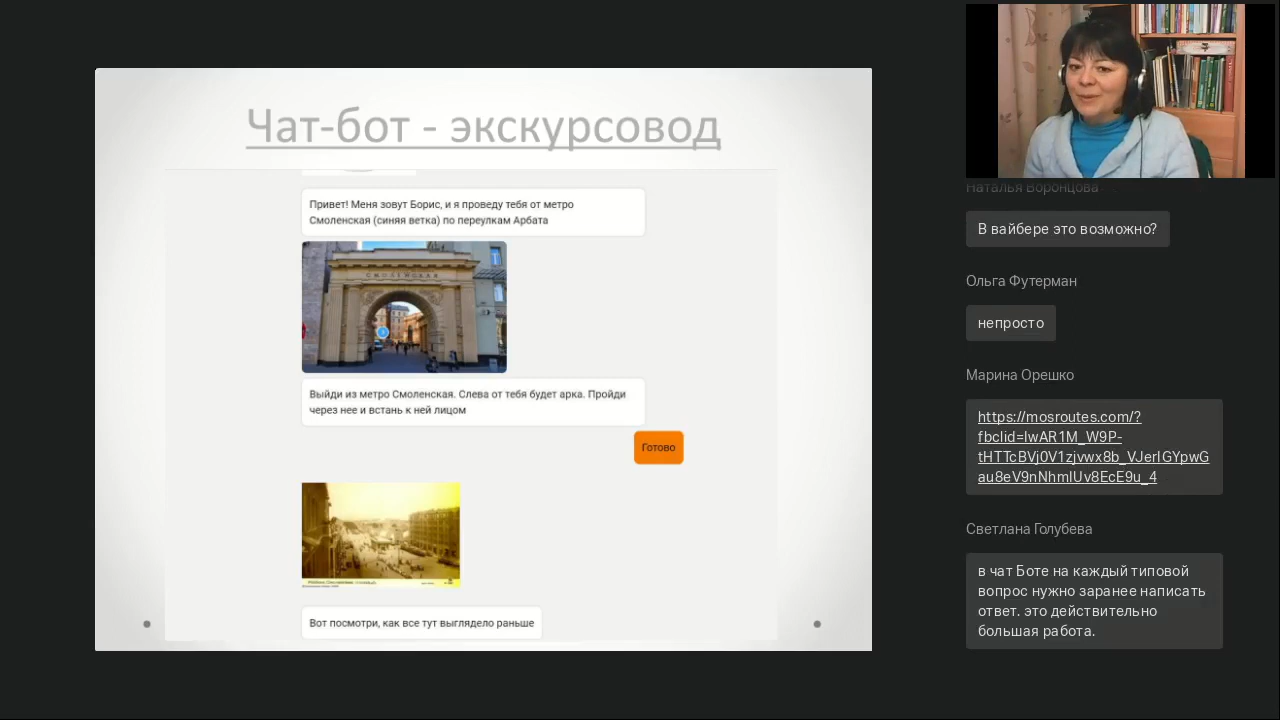 Чат-бот - экскурсовод
Привет! Меня зовут Борис, и я проведу тебя от метро
Смоленская (синяя ветка) по переулкам Арбата
СМОЛЕНСКАЯ
Выйди из метро Смоленская. Слева от тебя будет арка. Пройди
через нее и встань к ней лицом
Готово
Вот посмотри, как все тут выглядело раньше
Наталья Воронцова
В вайбере это возможно?
Ольга Футерман
непросто
Марина Орешко
https://mosroutes.com/?
fbclid=IwAR1M_W9P-
tHTTcBVj0V1zjvwx8b_VJerIGYpwG
au8eV9nNhmIUv8EcE9u_4
Светлана Голубева
в чат Боте на каждый типовой
вопрос нужно заранее написать
ответ. это действительно
большая работа.